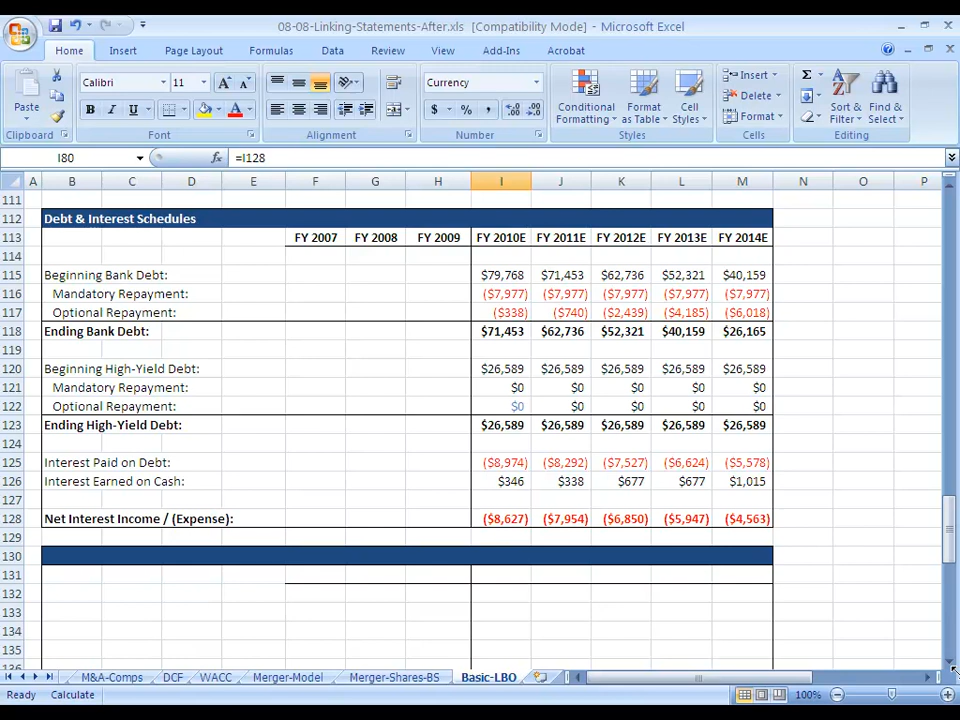 08-08-Linking-Statements-After.xls [Compatibility Mode] - Microsoft Excel
Home Insert Page Layout Formulas Data Review View Add-Ins Acrobat
Paste
Calibri 11 A A
B I U A
Currency
$ % ,
Conditional Formatting
Format as Table
Cell Styles
Insert
Delete
Format
Σ
Sort & Filter
Find & Select
Clipboard Font Alignment Number Styles Cells Editing
I80 fx =I128
A B C D E F G H I J K L M N O P
111
112 Debt & Interest Schedules
113 FY 2007 FY 2008 FY 2009 FY 2010E FY 2011E FY 2012E FY 2013E FY 2014E
114
115 Beginning Bank Debt: $79,768 $71,453 $62,736 $52,321 $40,159
116 Mandatory Repayment: ($7,977) ($7,977) ($7,977) ($7,977) ($7,977)
117 Optional Repayment: ($338) ($740) ($2,439) ($4,185) ($6,018)
118 Ending Bank Debt: $71,453 $62,736 $52,321 $40,159 $26,165
119
120 Beginning High-Yield Debt: $26,589 $26,589 $26,589 $26,589 $26,589
121 Mandatory Repayment: $0 $0 $0 $0 $0
122 Optional Repayment: $0 $0 $0 $0 $0
123 Ending High-Yield Debt: $26,589 $26,589 $26,589 $26,589 $26,589
124
125 Interest Paid on Debt: ($8,974) ($8,292) ($7,527) ($6,624) ($5,578)
126 Interest Earned on Cash: $346 $338 $677 $677 $1,015
127
128 Net Interest Income / (Expense): ($8,627) ($7,954) ($6,850) ($5,947) ($4,563)
129
130
131
132
133
134
135
136
M&A-Comps DCF WACC Merger-Model Merger-Shares-BS Basic-LBO
Ready Calculate 100%